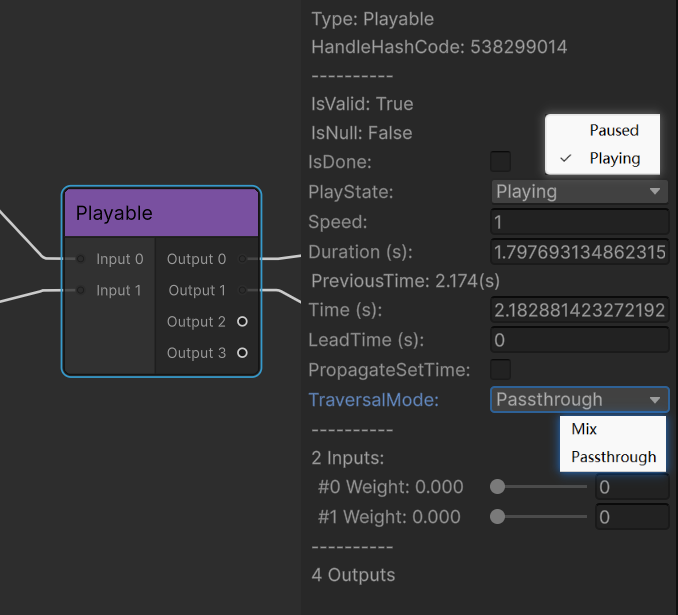 Type: Playable
HandleHashCode: 538299014
----------
IsValid: True
IsNull: False
IsDone:
Paused
✓ Playing
PlayState: Playing
Speed: 1
Duration (s): 1.797693134862315
PreviousTime: 2.174(s)
Time (s): 2.182881423272192
LeadTime (s): 0
PropagateSetTime:
TraversalMode: Passthrough
Mix
Passthrough
----------
2 Inputs:
#0 Weight: 0.000 0
#1 Weight: 0.000 0
----------
4 Outputs
Playable
Input 0 Output 0
Input 1 Output 1
Output 2
Output 3